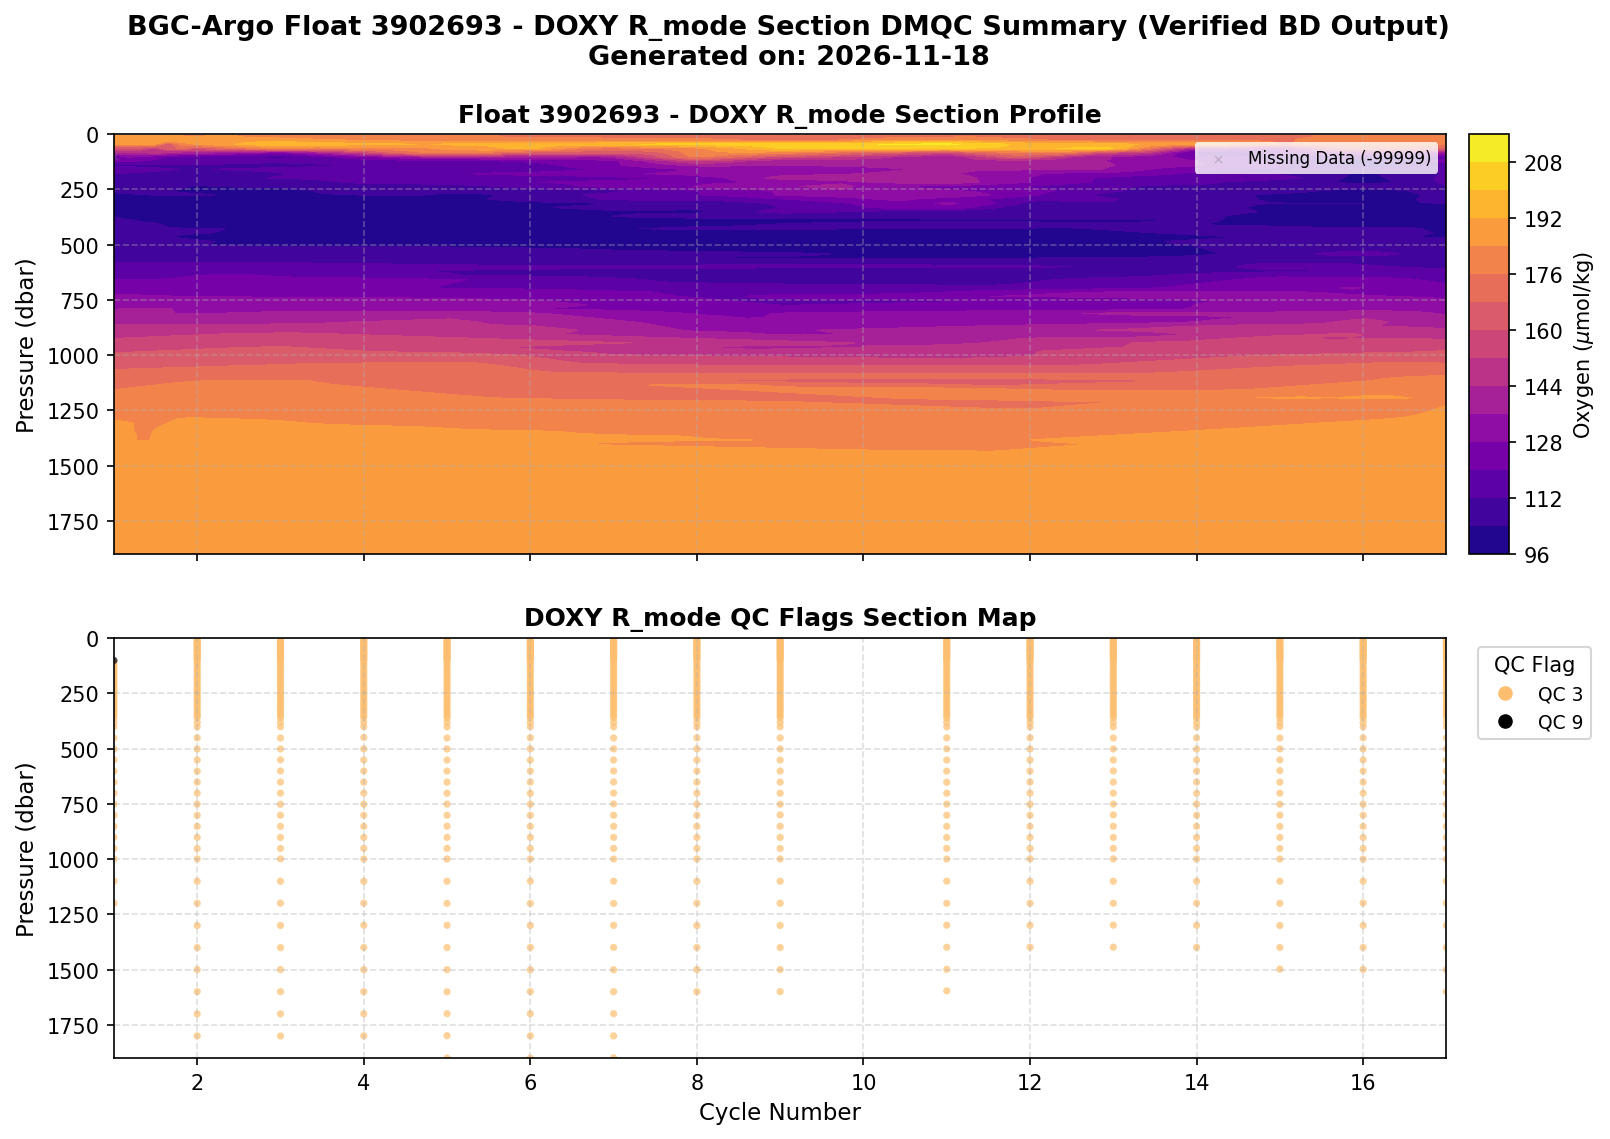 BGC-Argo Float 3902693 - DOXY R_mode Section DMQC Summary (Verified BD Output)
Generated on: 2026-11-18
Float 3902693 - DOXY R_mode Section Profile
Pressure (dbar)
0
250
500
750
1000
1250
1500
1750
Missing Data (-99999)
208
192
176
160
144
128
112
96
Oxygen (μmol/kg)
DOXY R_mode QC Flags Section Map
Pressure (dbar)
0
250
500
750
1000
1250
1500
1750
2 4 6 8 10 12 14 16
Cycle Number
QC Flag
QC 3
QC 9